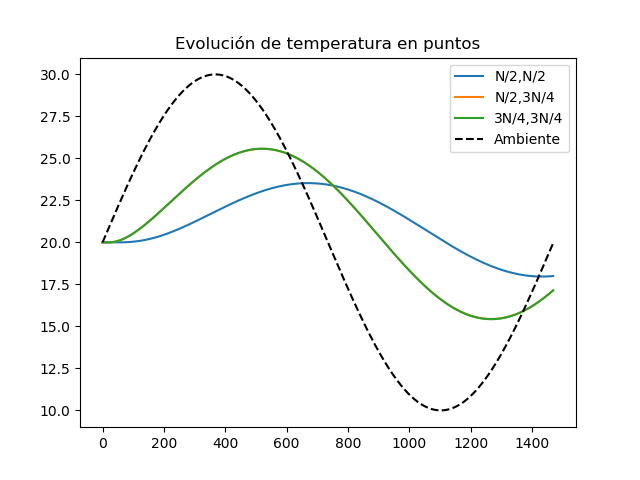 Evolución de temperatura en puntos
N/2,N/2
N/2,3N/4
3N/4,3N/4
Ambiente
30.0
27.5
25.0
22.5
20.0
17.5
15.0
12.5
10.0
0 200 400 600 800 1000 1200 1400